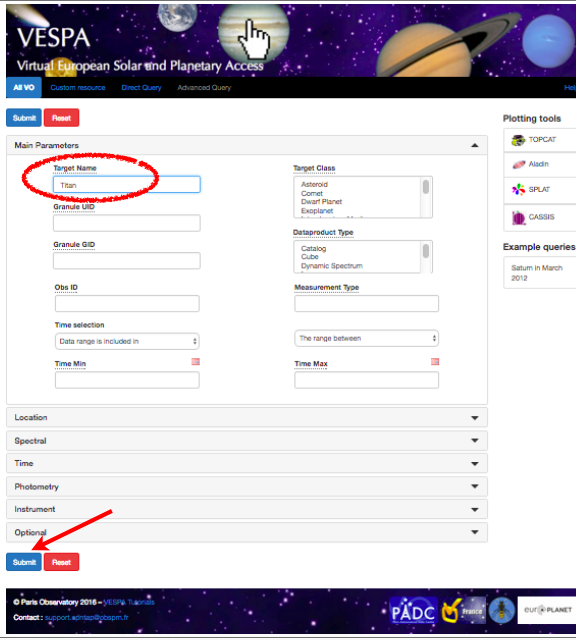 VESPA
Virtual European Solar and Planetary Access
All VO Custom resource Direct Query Advanced Query
Submit Reset
Plotting tools
Main Parameters
TOPCAT
Target Name Target Class
Aladin
Titan
Asteroid
Comet
Dwarf Planet
Exoplanet
SPLAT
Granule UID
CASSIS
Dataproduct Type
Granule GID
Example queries
Catalog
Cube
Dynamic Spectrum
Saturn in March
2012
Obs ID Measurement Type
Time selection
Data range is included in The range between
Time Min Time Max
Location
Spectral
Time
Photometry
Instrument
Optional
Submit Reset
© Paris Observatory 2016 – VESPA Tutorials
Contact : support.edntap@obspm.fr
PADC
France
EUROPLANET